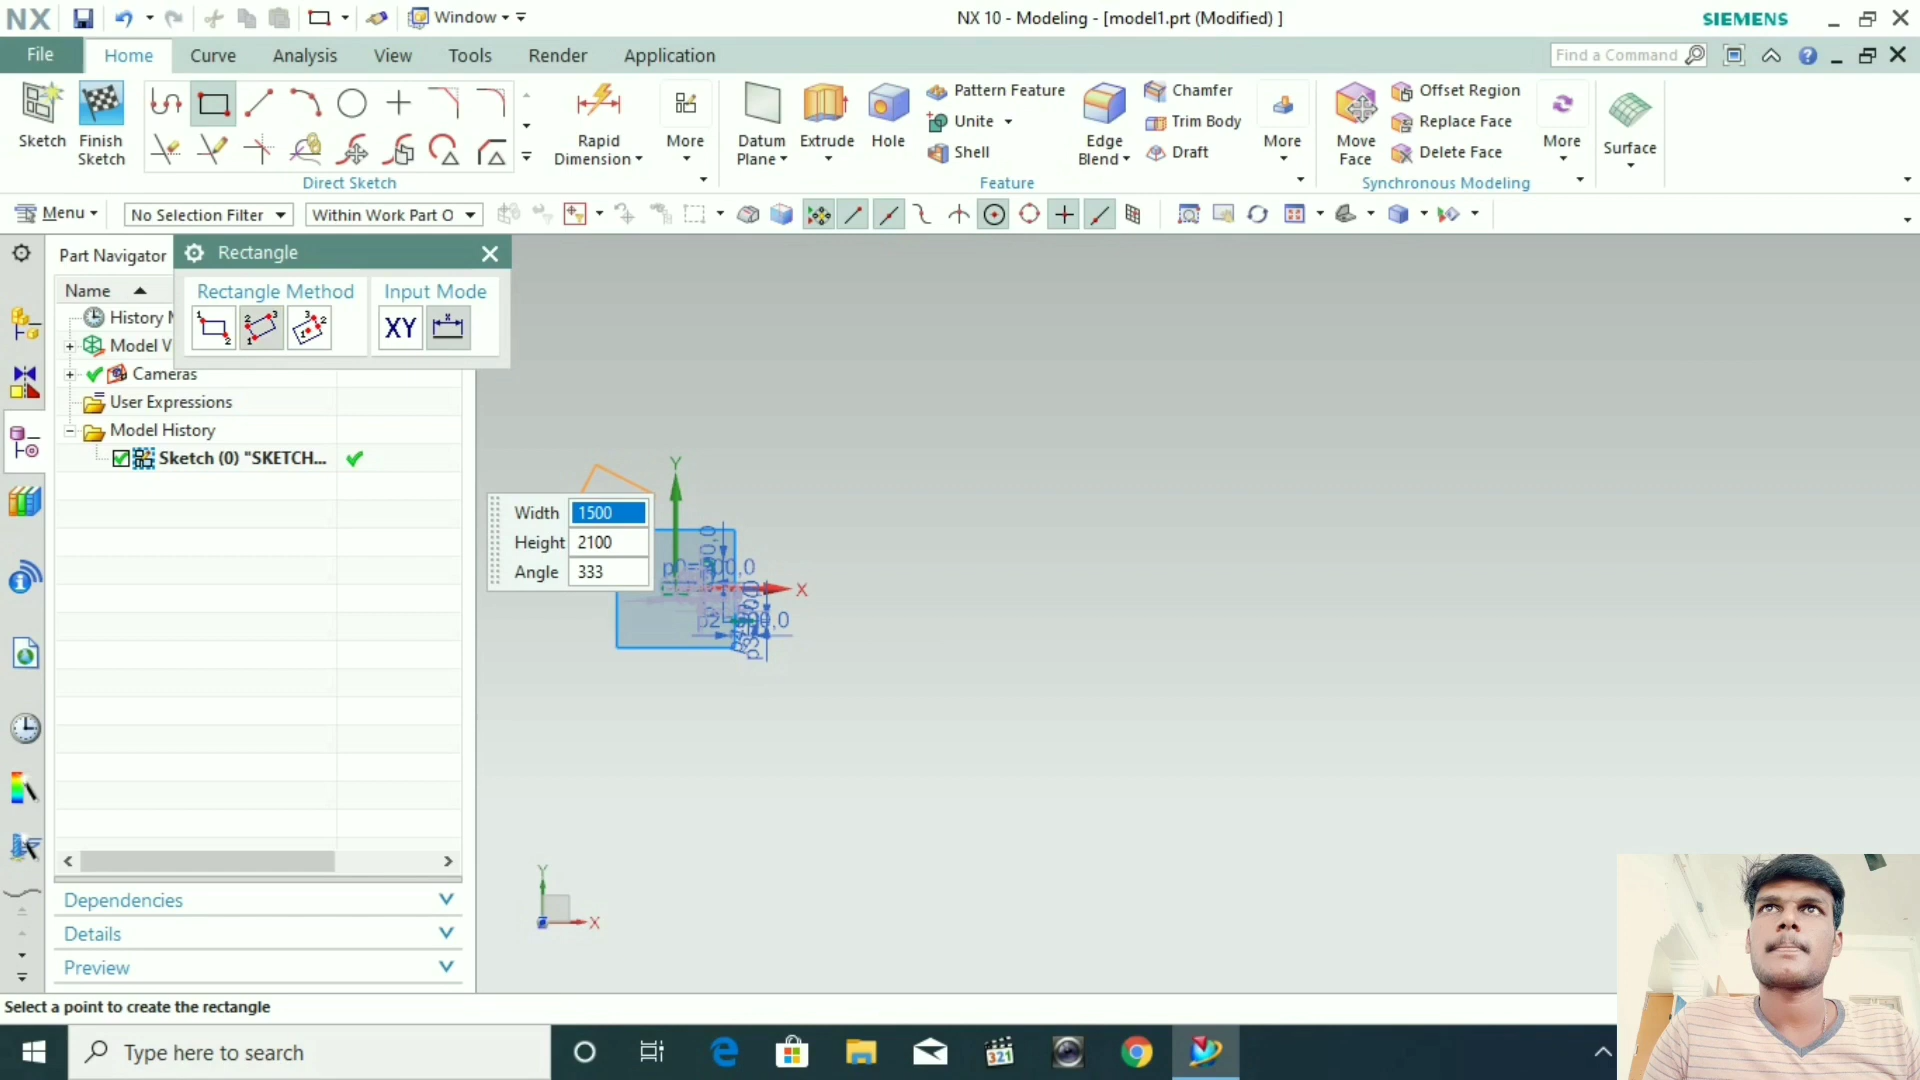 NX
Window
NX 10 - Modeling - [model1.prt (Modified) ]
SIEMENS
File
Home
Curve
Analysis
View
Tools
Render
Application
Find a Command
Sketch
Finish
Sketch
Rapid
Dimension
More
Datum
Plane
Extrude
Hole
Pattern Feature
Unite
Shell
Edge
Blend
Chamfer
Trim Body
Draft
More
Move
Face
Offset Region
Replace Face
Delete Face
More
Surface
Direct Sketch
Feature
Synchronous Modeling
Menu
No Selection Filter
Within Work Part O
Part Navigator
Rectangle
Name
Rectangle Method
Input Mode
XY
History M
Model V
Cameras
User Expressions
Model History
Sketch (0) "SKETCH...
Width 1500
Height 2100
Angle 333
Y
X
Y
X
Dependencies
Details
Preview
Select a point to create the rectangle
Type here to search
321